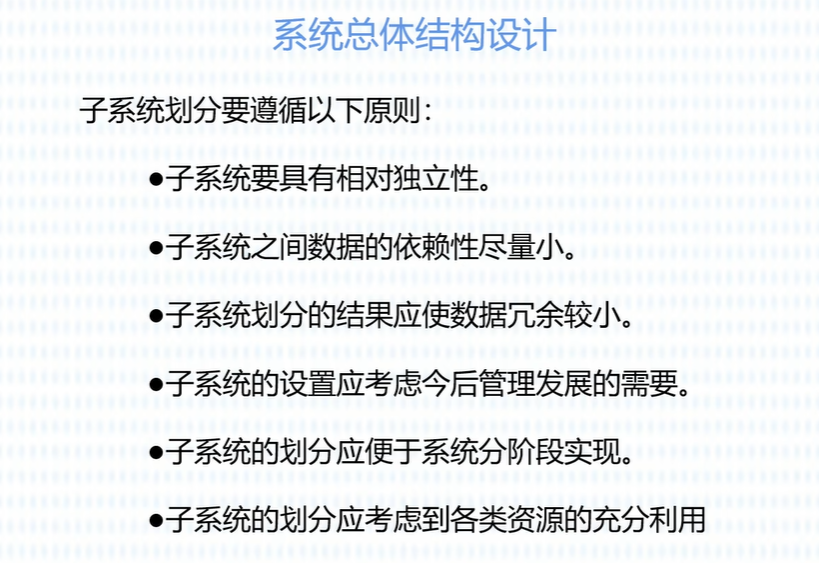 系统总体结构设计
子系统划分要遵循以下原则：
●子系统要具有相对独立性。
●子系统之间数据的依赖性尽量小。
●子系统划分的结果应使数据冗余较小。
●子系统的设置应考虑今后管理发展的需要。
●子系统的划分应便于系统分阶段实现。
●子系统的划分应考虑到各类资源的充分利用